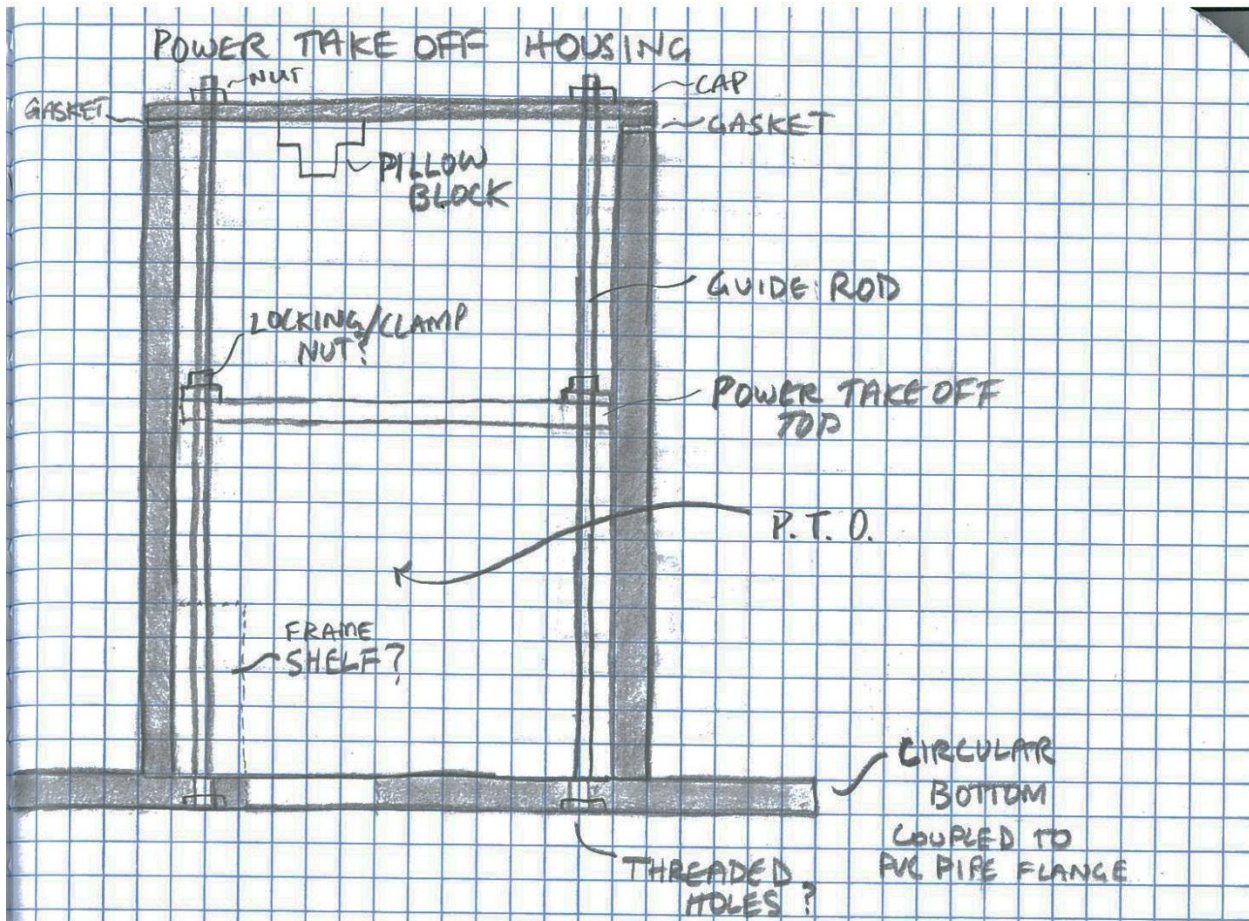 POWER TAKE OFF HOUSING
NUT
CAP
GASKET
GASKET
PILLOW
BLOCK
GUIDE ROD
LOCKING/CLAMP
NUT?
POWER TAKE OFF
TOP
P.T.O.
FRAME
SHELF?
CIRCULAR
BOTTOM
COUPLED TO
PVC PIPE FLANGE
THREADED
HOLES?